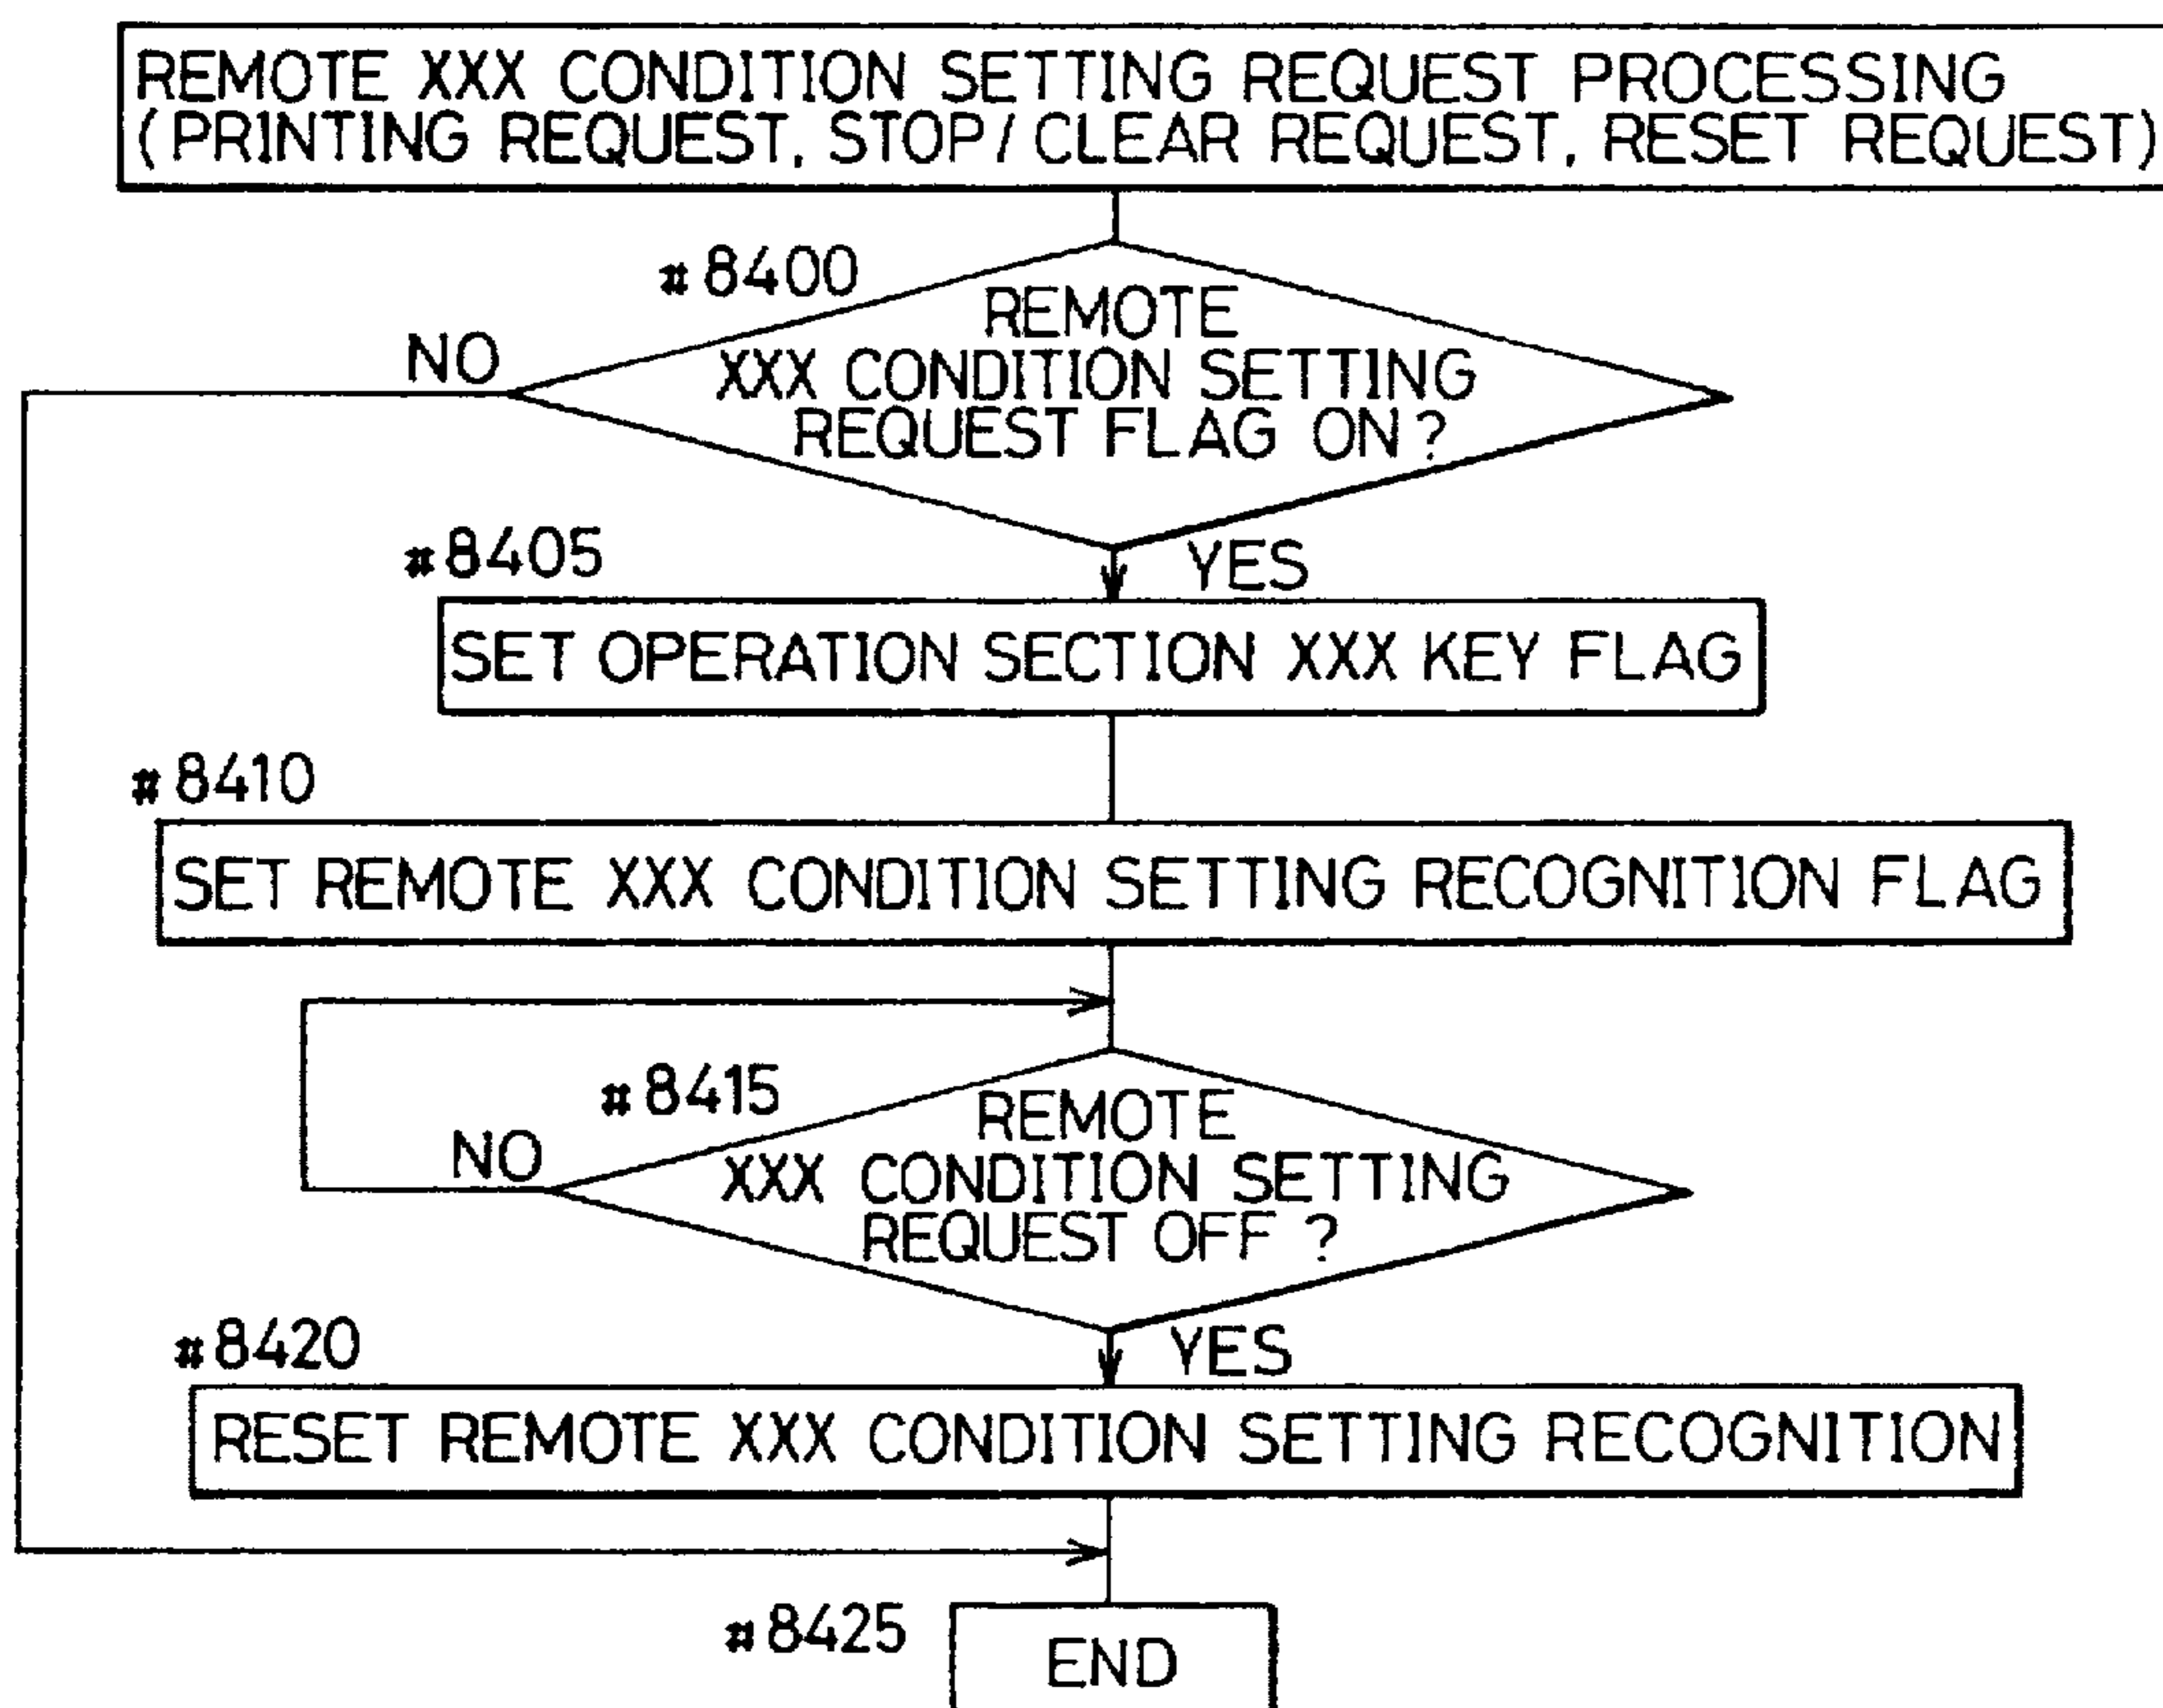 REMOTE XXX CONDITION SETTING REQUEST PROCESSING
(PRINTING REQUEST, STOP/CLEAR REQUEST, RESET REQUEST)
#8400
REMOTE
NO
XXX CONDITION SETTING
REQUEST FLAG ON?
#8405
YES
SET OPERATION SECTION XXX KEY FLAG
#8410
SET REMOTE XXX CONDITION SETTING RECOGNITION FLAG
#8415
REMOTE
NO
XXX CONDITION SETTING
REQUEST OFF ?
#8420
YES
RESET REMOTE XXX CONDITION SETTING RECOGNITION
#8425
END